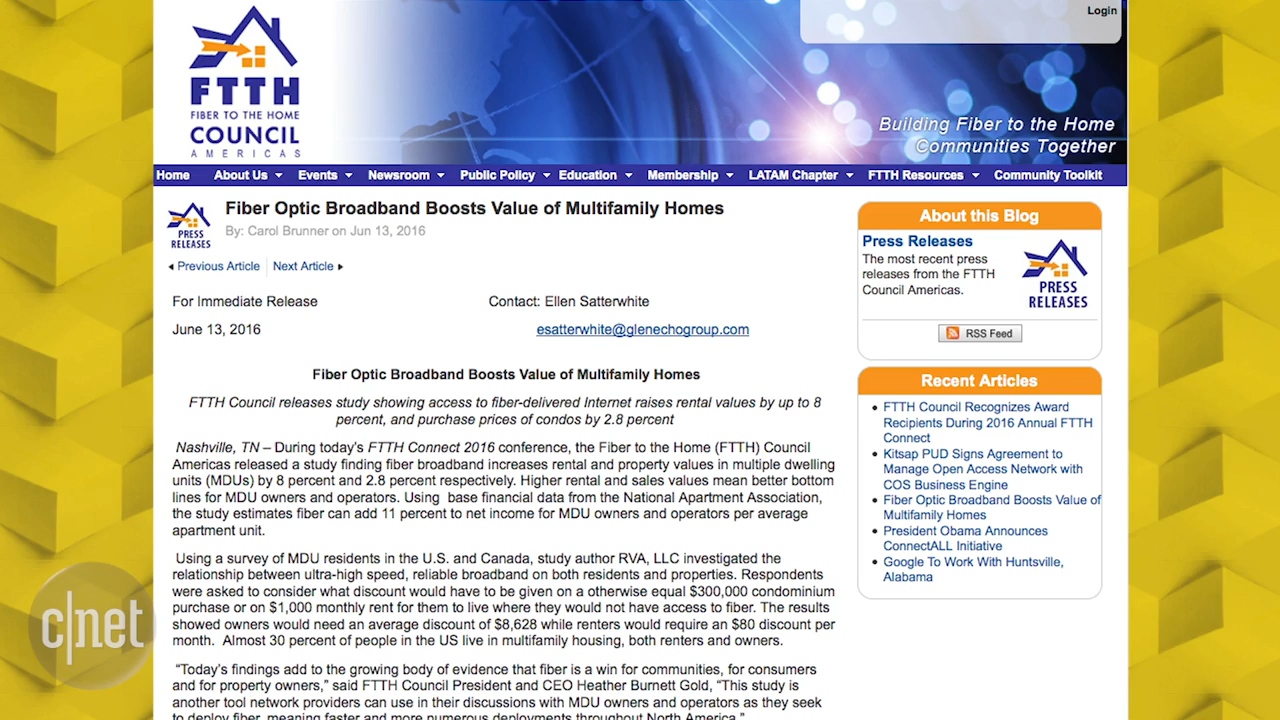 Login
FTTH
FIBER TO THE HOME
COUNCIL
AMERICAS
Building Fiber to the Home
Communities Together
Home About Us Events Newsroom Public Policy Education Membership LATAM Chapter FTTH Resources Community Toolkit
PRESS
RELEASES
Fiber Optic Broadband Boosts Value of Multifamily Homes
By: Carol Brunner on Jun 13, 2016
Previous Article Next Article
For Immediate Release Contact: Ellen Satterwhite
June 13, 2016 esatterwhite@glenechogroup.com
Fiber Optic Broadband Boosts Value of Multifamily Homes
FTTH Council releases study showing access to fiber-delivered Internet raises rental values by up to 8
percent, and purchase prices of condos by 2.8 percent
Nashville, TN – During today's FTTH Connect 2016 conference, the Fiber to the Home (FTTH) Council
Americas released a study finding fiber broadband increases rental and property values in multiple dwelling
units (MDUs) by 8 percent and 2.8 percent respectively. Higher rental and sales values mean better bottom
lines for MDU owners and operators. Using base financial data from the National Apartment Association,
the study estimates fiber can add 11 percent to net income for MDU owners and operators per average
apartment unit.
Using a survey of MDU residents in the U.S. and Canada, study author RVA, LLC investigated the
relationship between ultra-high speed, reliable broadband on both residents and properties. Respondents
were asked to consider what discount would have to be given on a otherwise equal $300,000 condominium
purchase or on $1,000 monthly rent for them to live where they would not have access to fiber. The results
showed owners would need an average discount of $8,628 while renters would require an $80 discount per
month. Almost 30 percent of people in the US live in multifamily housing, both renters and owners.
“Today's findings add to the growing body of evidence that fiber is a win for communities, for consumers
and for property owners,” said FTTH Council President and CEO Heather Burnett Gold, “This study is
another tool network providers can use in their discussions with MDU owners and operators as they seek
to deploy fiber, meaning faster and more numerous deployments throughout North America.”
About this Blog
Press Releases
The most recent press
releases from the FTTH
Council Americas.
PRESS
RELEASES
RSS Feed
Recent Articles
FTTH Council Recognizes Award
Recipients During 2016 Annual FTTH
Connect
Kitsap PUD Signs Agreement to
Manage Open Access Network with
COS Business Engine
Fiber Optic Broadband Boosts Value of
Multifamily Homes
President Obama Announces
ConnectALL Initiative
Google To Work With Huntsville,
Alabama
c|net